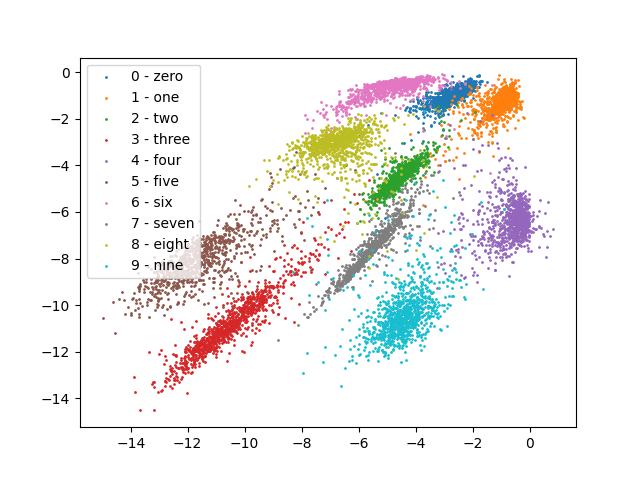 0 - zero
1 - one
2 - two
3 - three
4 - four
5 - five
6 - six
7 - seven
8 - eight
9 - nine
0
−2
−4
−6
−8
−10
−12
−14
−14
−12
−10
−8
−6
−4
−2
0